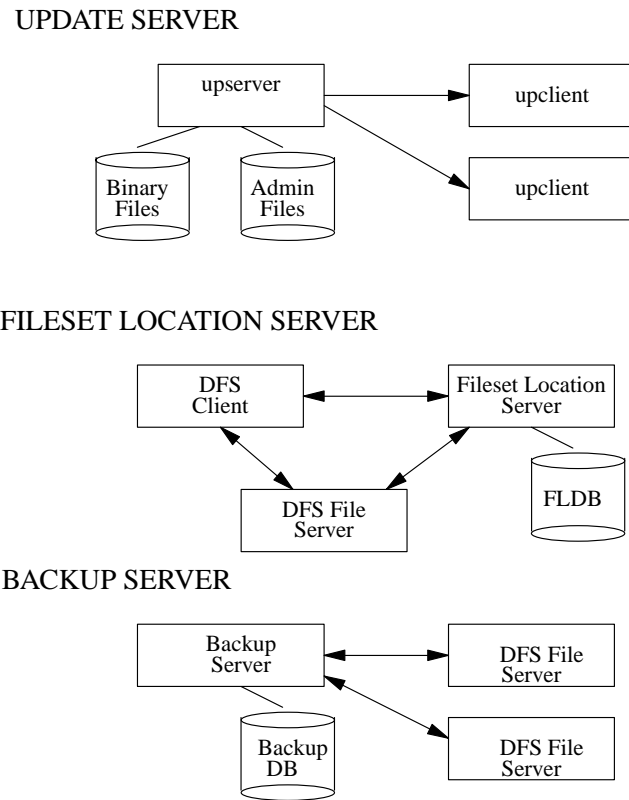 UPDATE SERVER
upserver
upclient
Binary
Files
Admin
Files
upclient
FILESET LOCATION SERVER
DFS
Client
Fileset Location
Server
DFS File
Server
FLDB
BACKUP SERVER
Backup
Server
DFS File
Server
Backup
DB
DFS File
Server